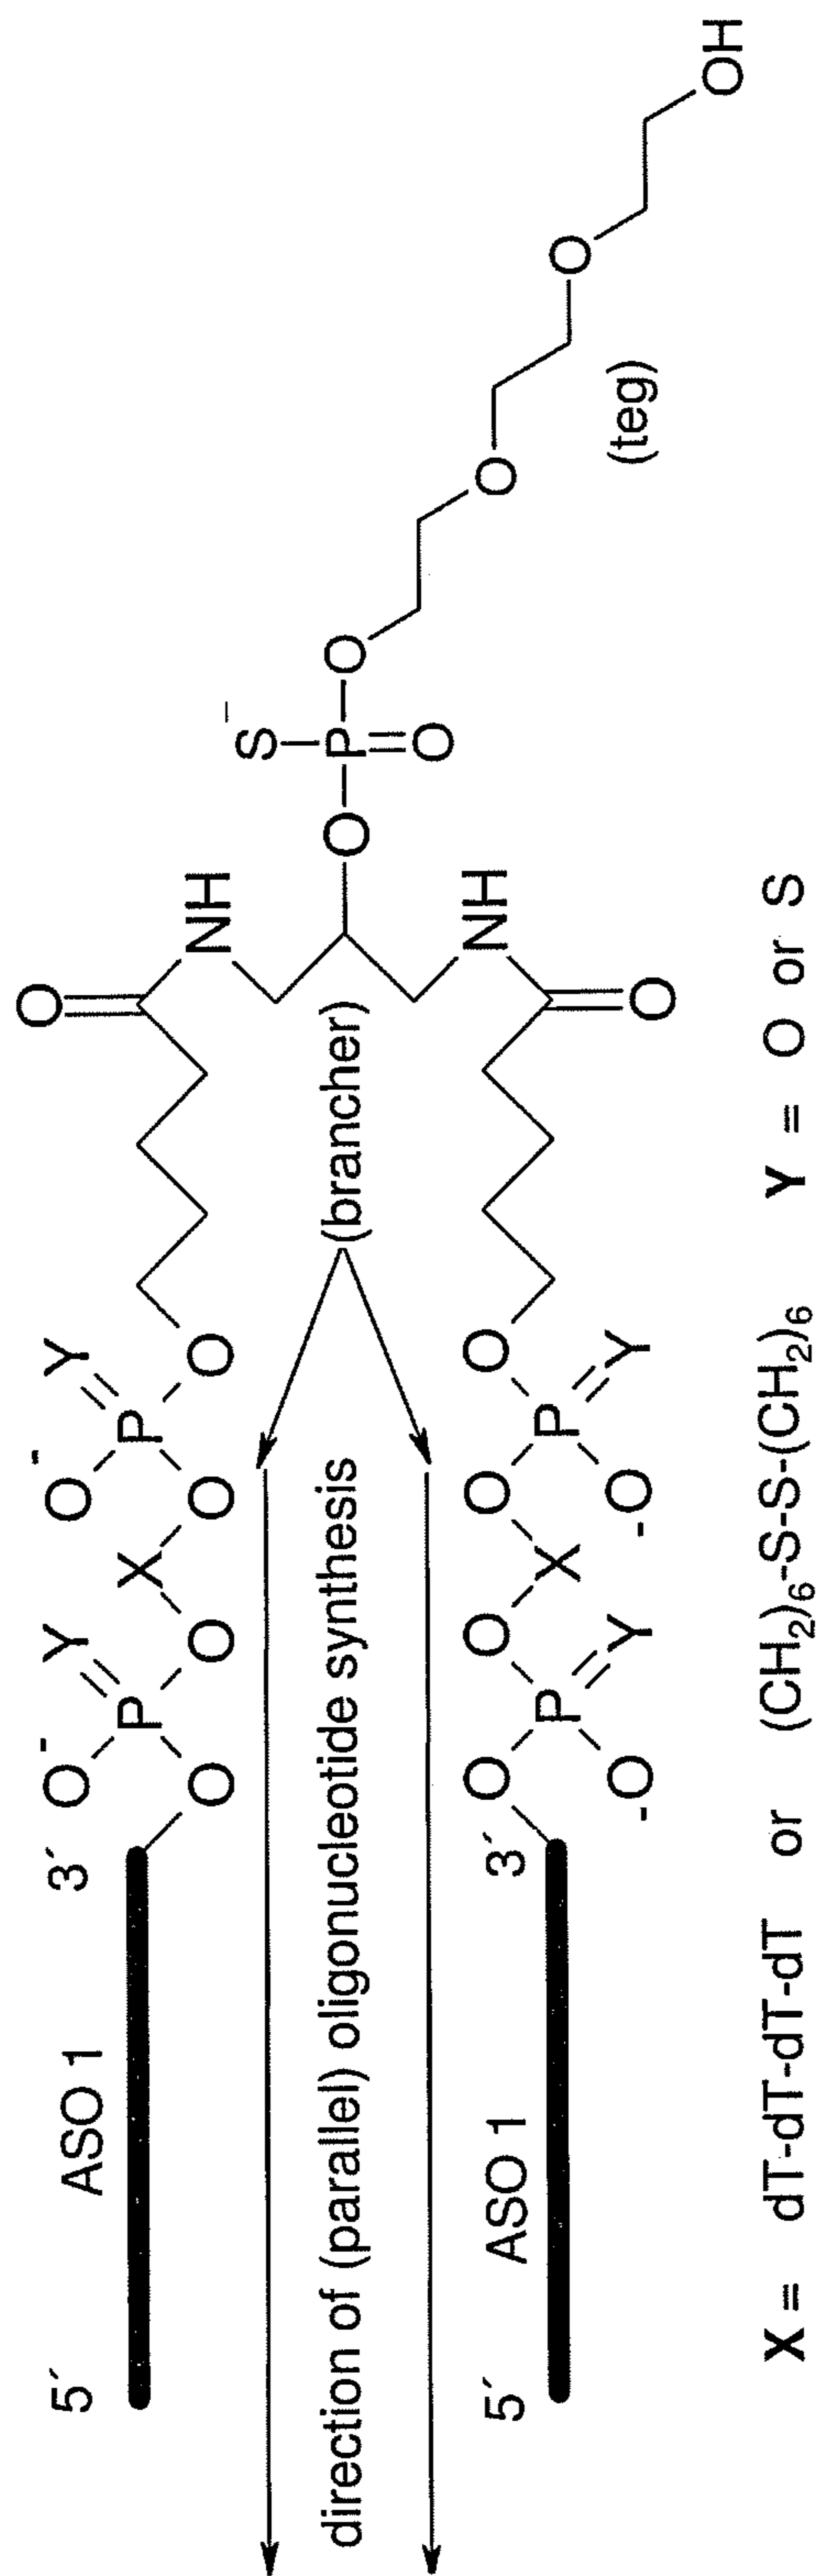 5´ ASO 1 3´
O- Y P O O X O- Y P O O
O NH
(brancher)
direction of (parallel) oligonucleotide synthesis
S- O P O O
O O OH
(teg)
5´ ASO 1 3´
O P Y -O O X O P Y -O O
NH O
X = dT-dT-dT-dT or (CH2)6-S-S-(CH2)6 Y = O or S